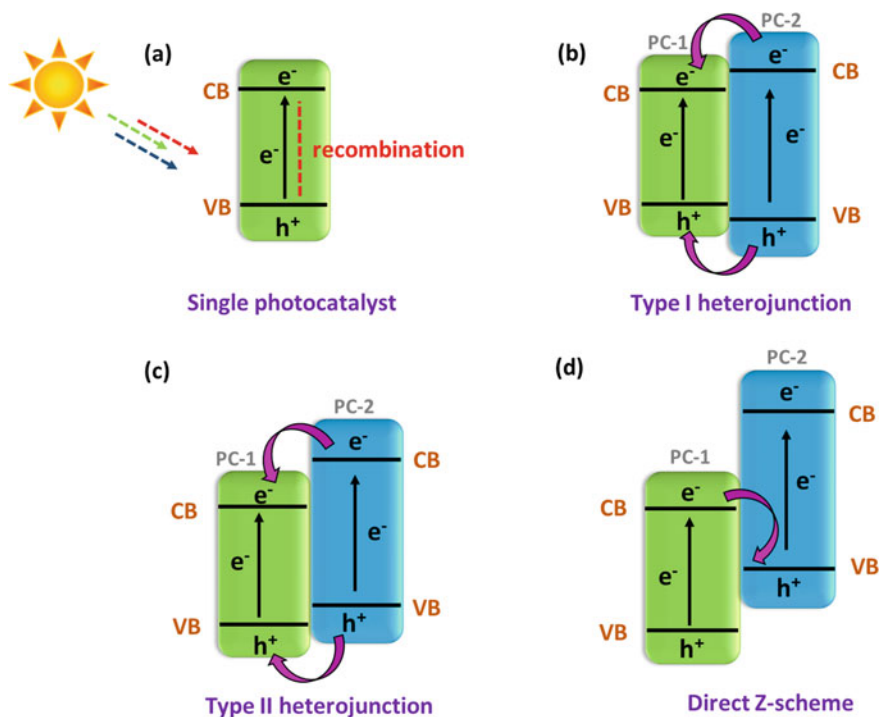 (a)
e⁻
CB
e⁻
recombination
VB
h⁺
Single photocatalyst
(b)
PC-1
PC-2
e⁻
e⁻
CB
CB
e⁻
e⁻
VB
VB
h⁺
h⁺
Type I heterojunction
(c)
PC-1
PC-2
e⁻
e⁻
CB
CB
e⁻
e⁻
VB
VB
h⁺
h⁺
Type II heterojunction
(d)
PC-2
e⁻
CB
PC-1
e⁻
e⁻
CB
e⁻
VB
h⁺
VB
h⁺
Direct Z-scheme